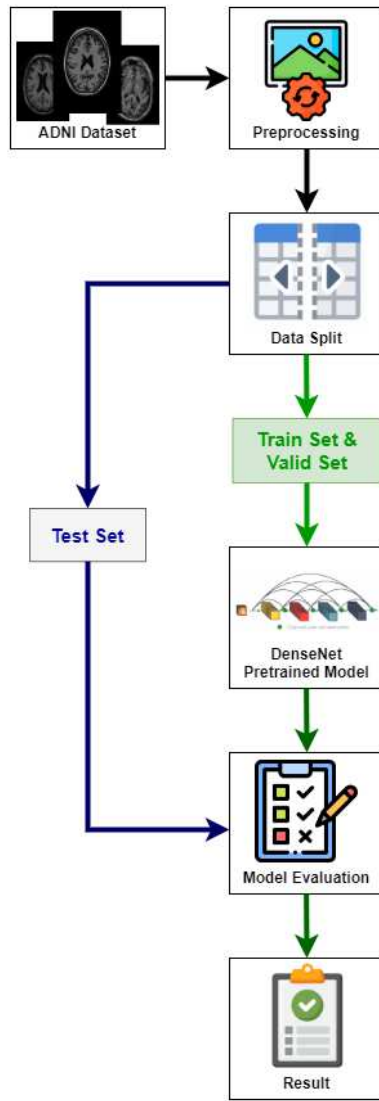 ADNI Dataset
Preprocessing
Data Split
Train Set &
Valid Set
Test Set
DenseNet
Pretrained Model
Model Evaluation
Result